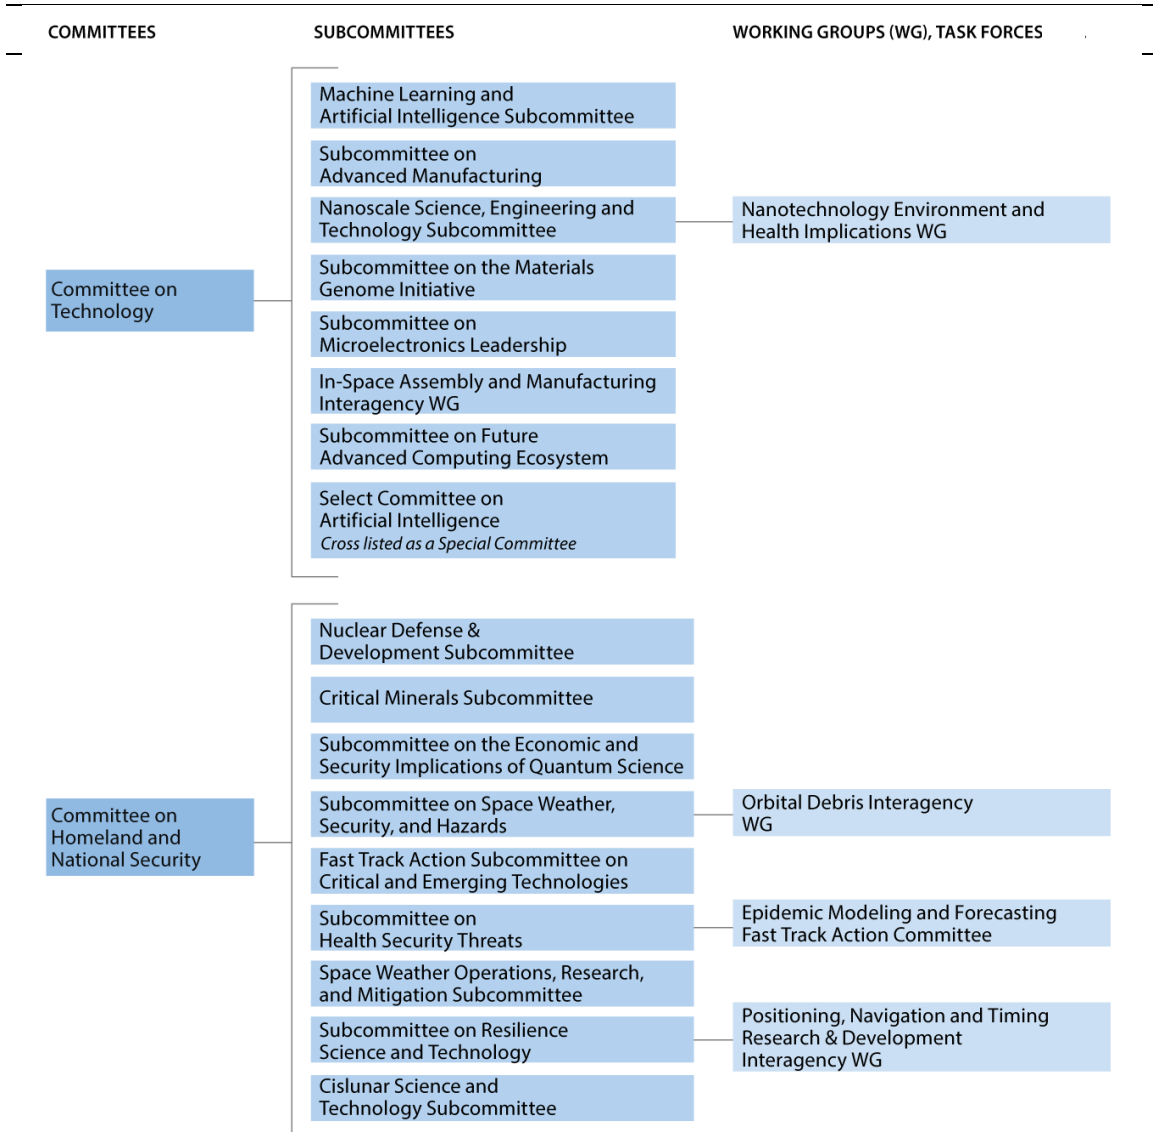 COMMITTEES
SUBCOMMITTEES
WORKING GROUPS (WG), TASK FORCES
Machine Learning and
Artificial Intelligence Subcommittee
Subcommittee on
Advanced Manufacturing
Nanoscale Science, Engineering and
Technology Subcommittee
Nanotechnology Environment and
Health Implications WG
Committee on
Technology
Subcommittee on the Materials
Genome Initiative
Subcommittee on
Microelectronics Leadership
In-Space Assembly and Manufacturing
Interagency WG
Subcommittee on Future
Advanced Computing Ecosystem
Select Committee on
Artificial Intelligence
Cross listed as a Special Committee
Nuclear Defense &
Development Subcommittee
Critical Minerals Subcommittee
Subcommittee on the Economic and
Security Implications of Quantum Science
Committee on
Homeland and
National Security
Subcommittee on Space Weather,
Security, and Hazards
Orbital Debris Interagency
WG
Fast Track Action Subcommittee on
Critical and Emerging Technologies
Subcommittee on
Health Security Threats
Epidemic Modeling and Forecasting
Fast Track Action Committee
Space Weather Operations, Research,
and Mitigation Subcommittee
Subcommittee on Resilience
Science and Technology
Positioning, Navigation and Timing
Research & Development
Interagency WG
Cislunar Science and
Technology Subcommittee